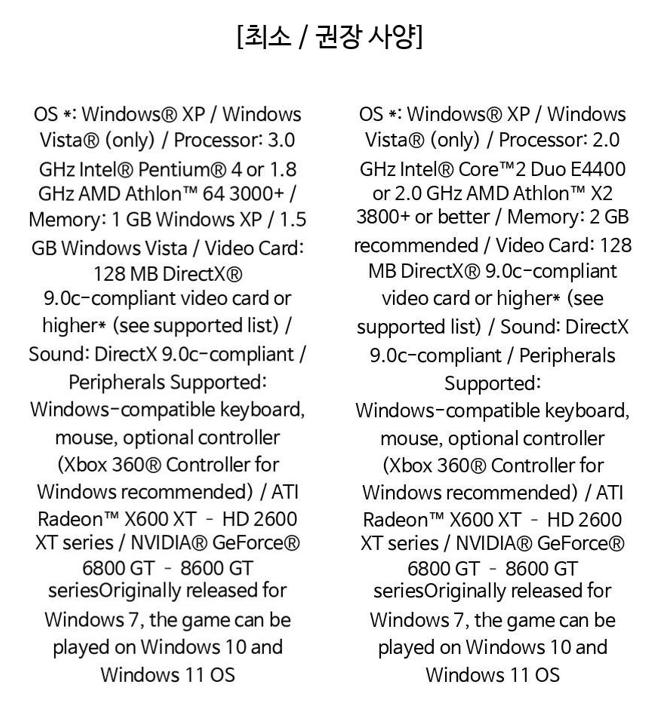 [최소 / 권장 사양]
OS *: Windows® XP / Windows
Vista® (only) / Processor: 3.0
GHz Intel® Pentium® 4 or 1.8
GHz AMD Athlon™ 64 3000+ /
Memory: 1 GB Windows XP / 1.5
GB Windows Vista / Video Card:
128 MB DirectX®
9.0c-compliant video card or
higher* (see supported list) /
Sound: DirectX 9.0c-compliant /
Peripherals Supported:
Windows-compatible keyboard,
mouse, optional controller
(Xbox 360® Controller for
Windows recommended) / ATI
Radeon™ X600 XT - HD 2600
XT series / NVIDIA® GeForce®
6800 GT - 8600 GT
seriesOriginally released for
Windows 7, the game can be
played on Windows 10 and
Windows 11 OS
OS *: Windows® XP / Windows
Vista® (only) / Processor: 2.0
GHz Intel® Core™2 Duo E4400
or 2.0 GHz AMD Athlon™ X2
3800+ or better / Memory: 2 GB
recommended / Video Card: 128
MB DirectX® 9.0c-compliant
video card or higher* (see
supported list) / Sound: DirectX
9.0c-compliant / Peripherals
Supported:
Windows-compatible keyboard,
mouse, optional controller
(Xbox 360® Controller for
Windows recommended) / ATI
Radeon™ X600 XT - HD 2600
XT series / NVIDIA® GeForce®
6800 GT - 8600 GT
seriesOriginally released for
Windows 7, the game can be
played on Windows 10 and
Windows 11 OS